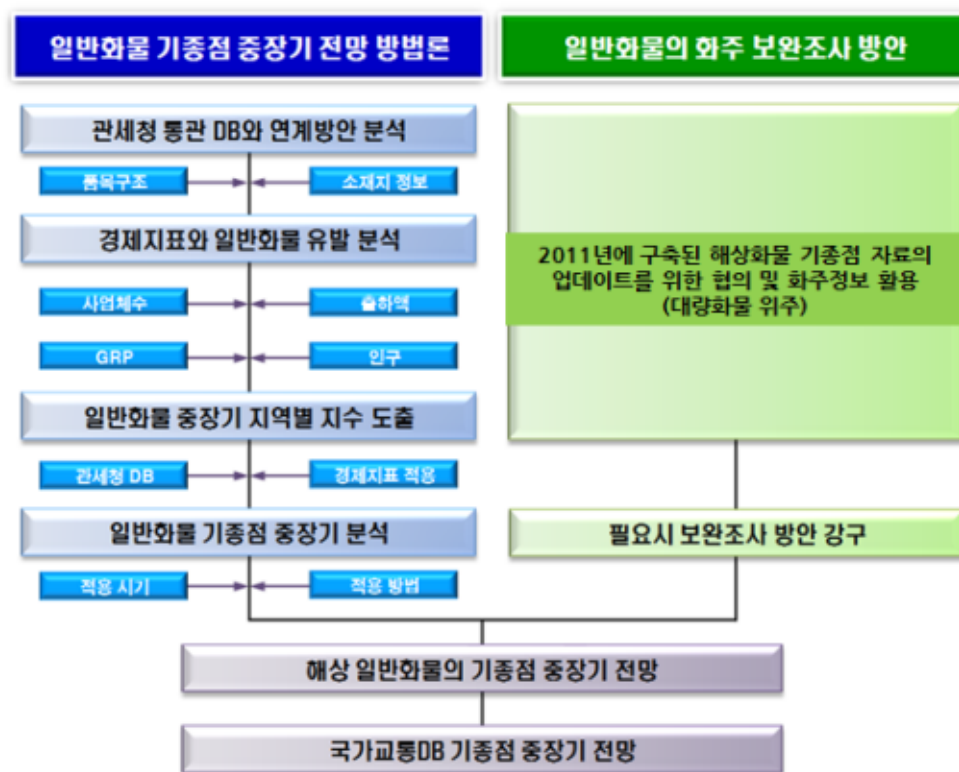 일반화물 기종점 중장기 전망 방법론
관세청 통관 DB와 연계방안 분석
품목구조
소재지 정보
경제지표와 일반화물 유발 분석
사업체수
출하액
GRP
인구
일반화물 중장기 지역별 지수 도출
관세청 DB
경제지표 적용
일반화물 기종점 중장기 분석
적용 시기
적용 방법
일반화물의 화주 보완조사 방안
2011년에 구축된 해상화물 기종점 자료의
업데이트를 위한 협의 및 화주정보 활용
(대량화물 위주)
필요시 보완조사 방안 강구
해상 일반화물의 기종점 중장기 전망
국가교통DB 기종점 중장기 전망